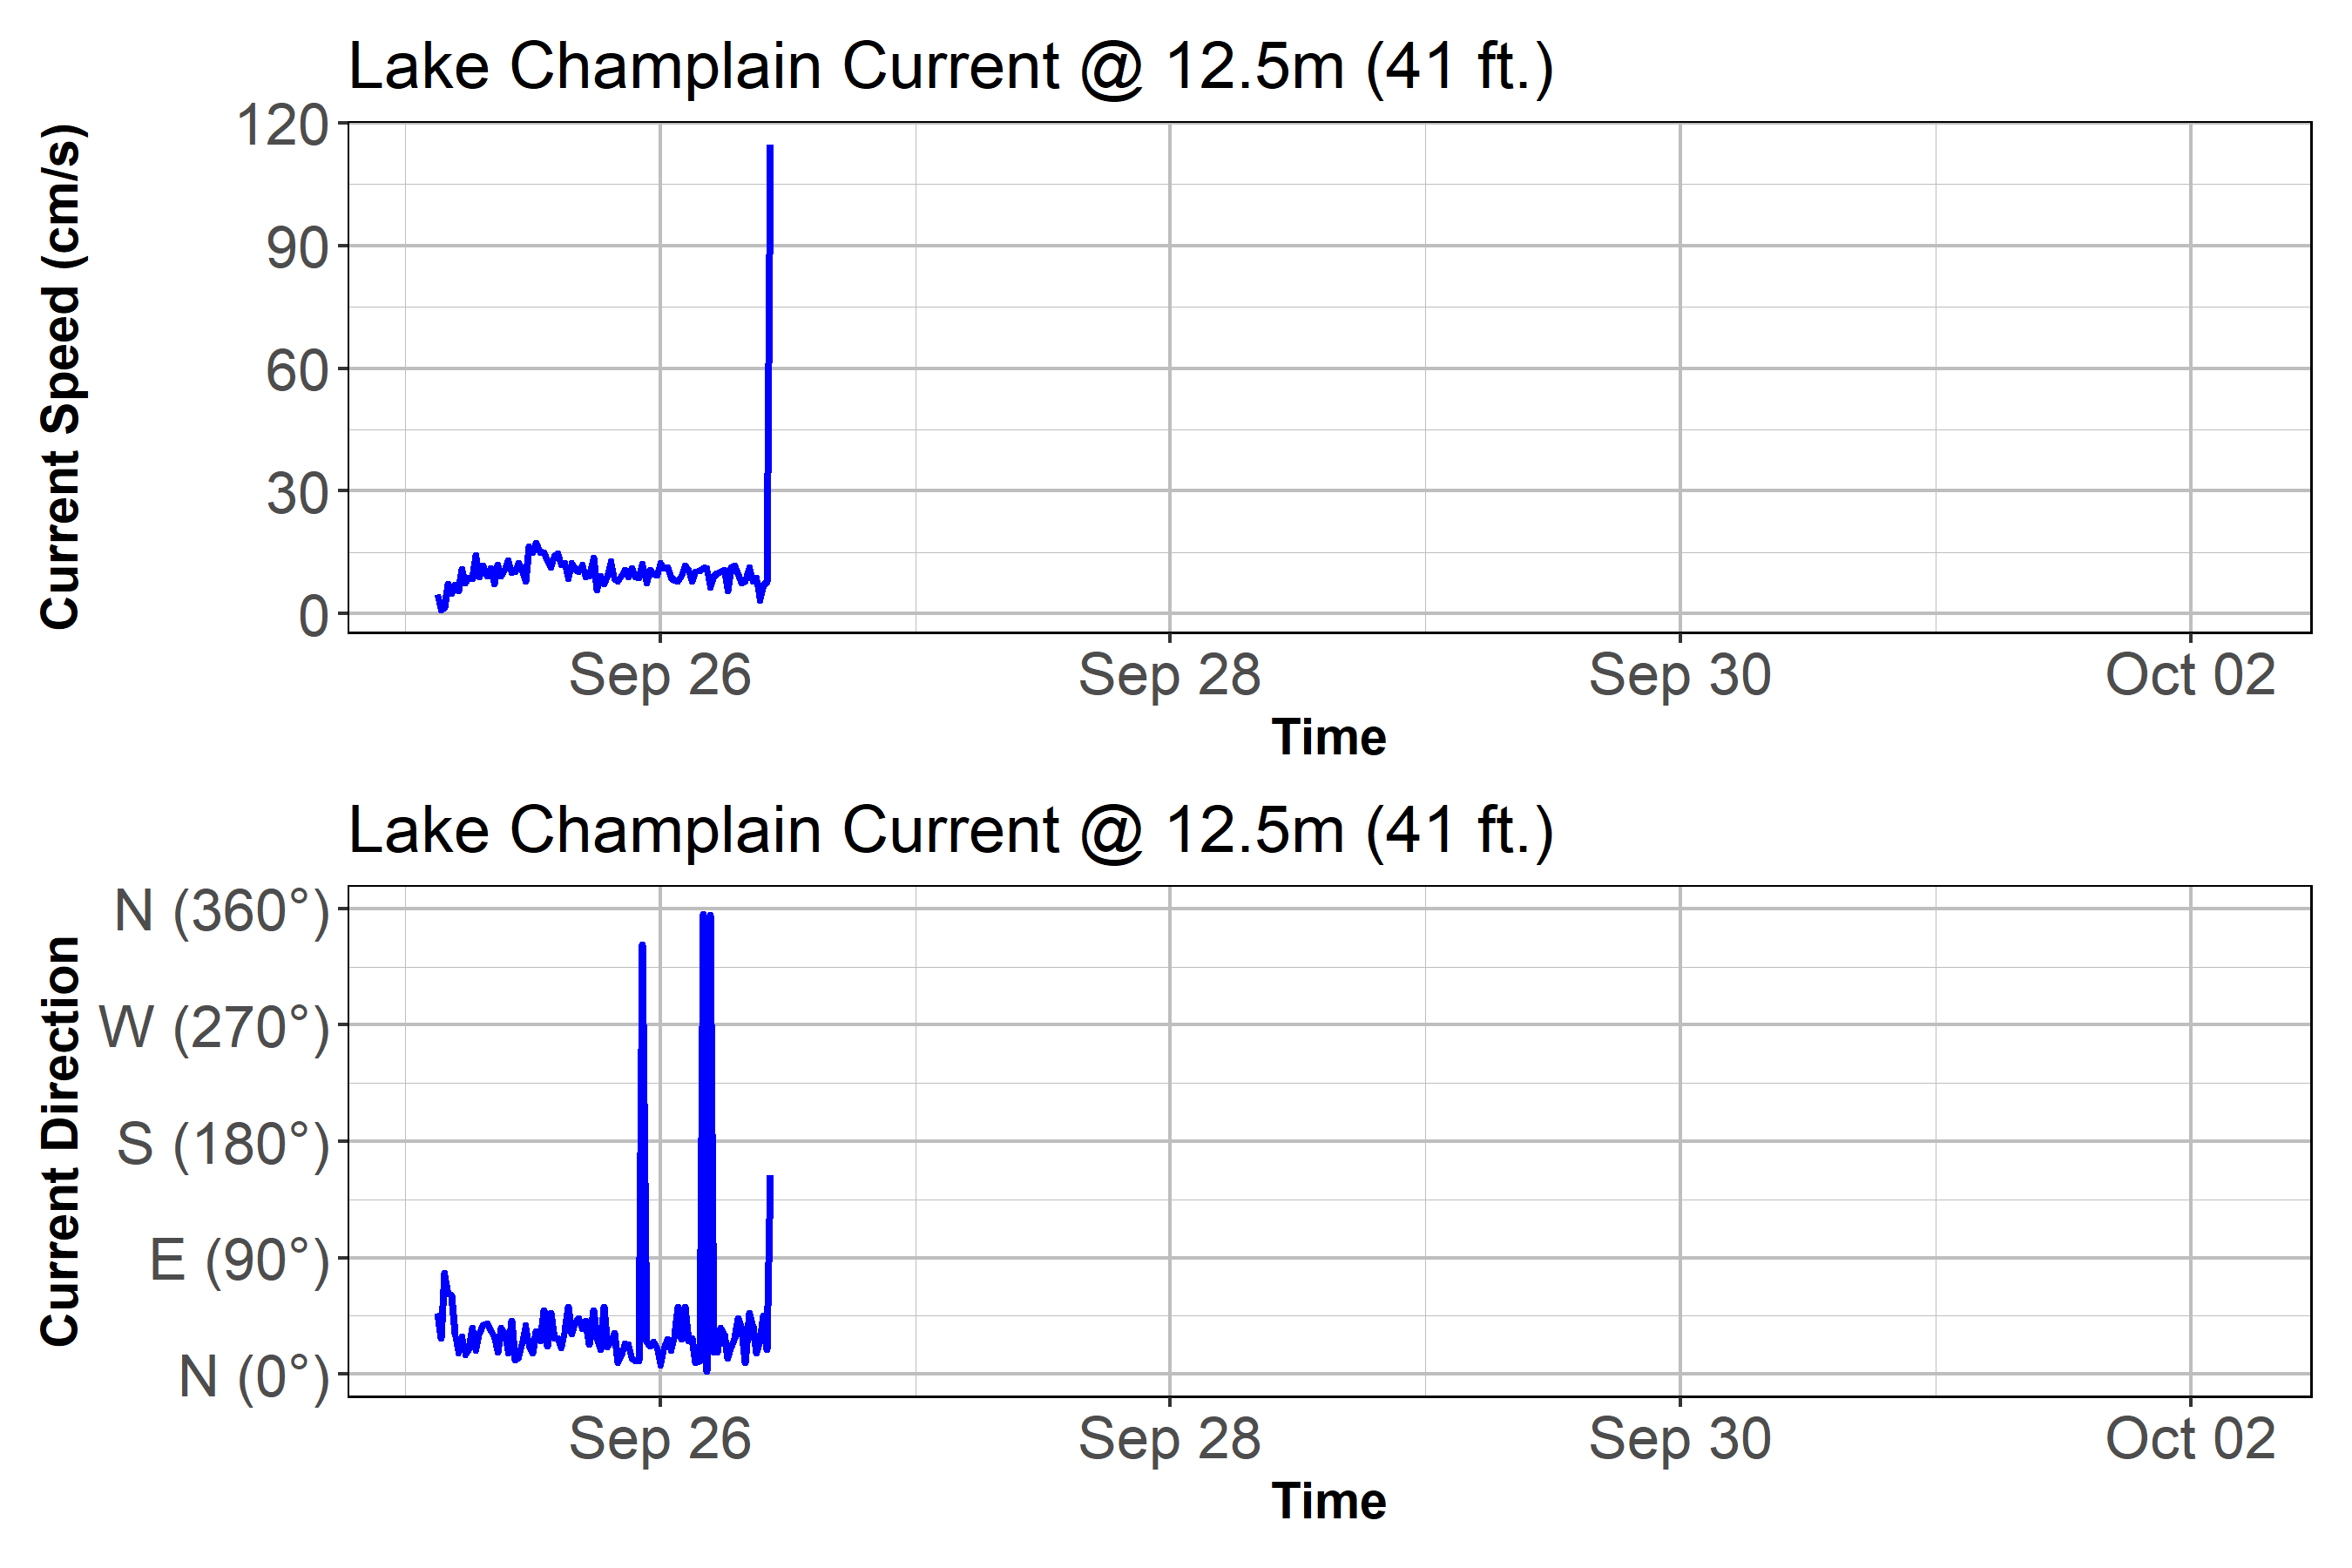 Lake Champlain Current @ 12.5m (41 ft.)
Current Speed (cm/s)
120
90
60
30
0
Sep 26 Sep 28 Sep 30 Oct 02
Time
Lake Champlain Current @ 12.5m (41 ft.)
Current Direction
N (360°)
W (270°)
S (180°)
E (90°)
N (0°)
Sep 26 Sep 28 Sep 30 Oct 02
Time